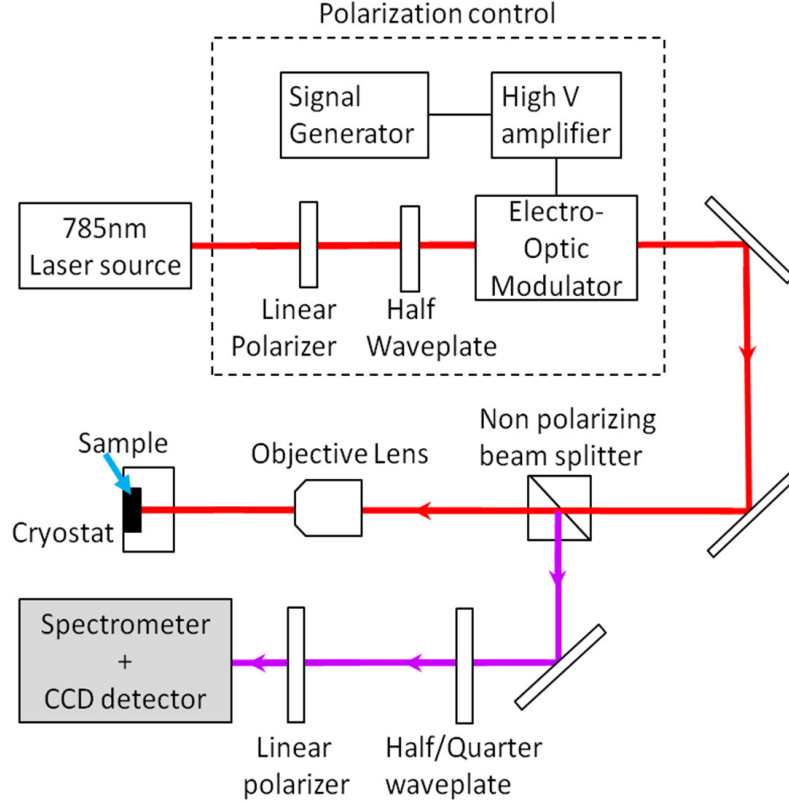 Polarization control
Signal
Generator
High V
amplifier
785nm
Laser source
Electro-
Optic
Modulator
Linear
Polarizer
Half
Waveplate
Non polarizing
beam splitter
Sample
Objective Lens
Cryostat
Spectrometer
+
CCD detector
Linear
polarizer
Half/Quarter
waveplate